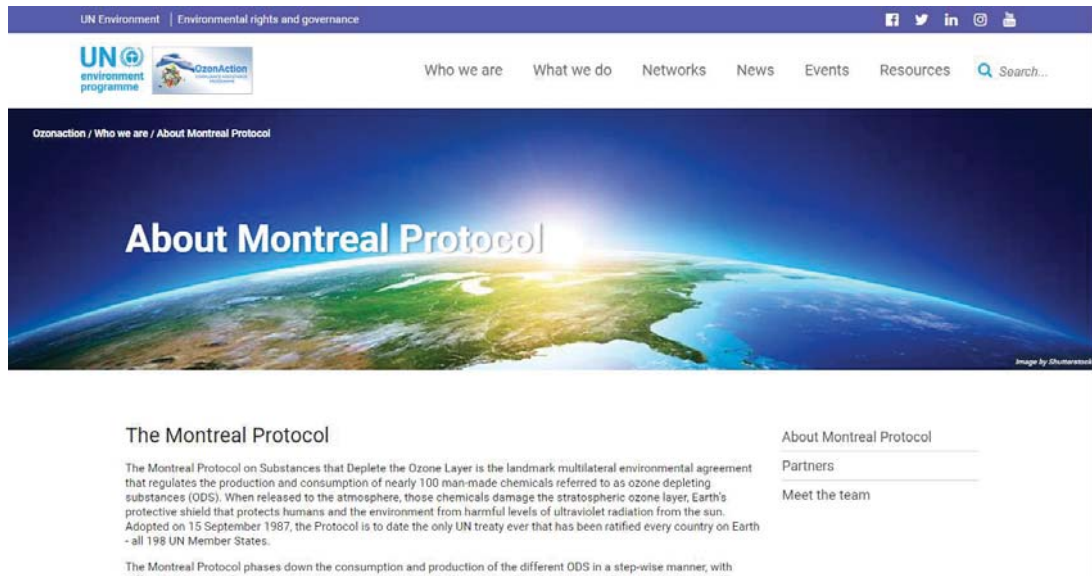 UN Environment | Environmental rights and governance
UN
environment
programme
OzonAction
COMPLIANCE ASSISTANCE
PROGRAMME
Who we are What we do Networks News Events Resources Search...
Ozonaction / Who we are / About Montreal Protocol
About Montreal Protocol
Image by Shutterstock
The Montreal Protocol
The Montreal Protocol on Substances that Deplete the Ozone Layer is the landmark multilateral environmental agreement
that regulates the production and consumption of nearly 100 man-made chemicals referred to as ozone depleting
substances (ODS). When released to the atmosphere, those chemicals damage the stratospheric ozone layer, Earth's
protective shield that protects humans and the environment from harmful levels of ultraviolet radiation from the sun.
Adopted on 15 September 1987, the Protocol is to date the only UN treaty ever that has been ratified every country on Earth
- all 198 UN Member States.
The Montreal Protocol phases down the consumption and production of the different ODS in a step-wise manner, with
About Montreal Protocol
Partners
Meet the team